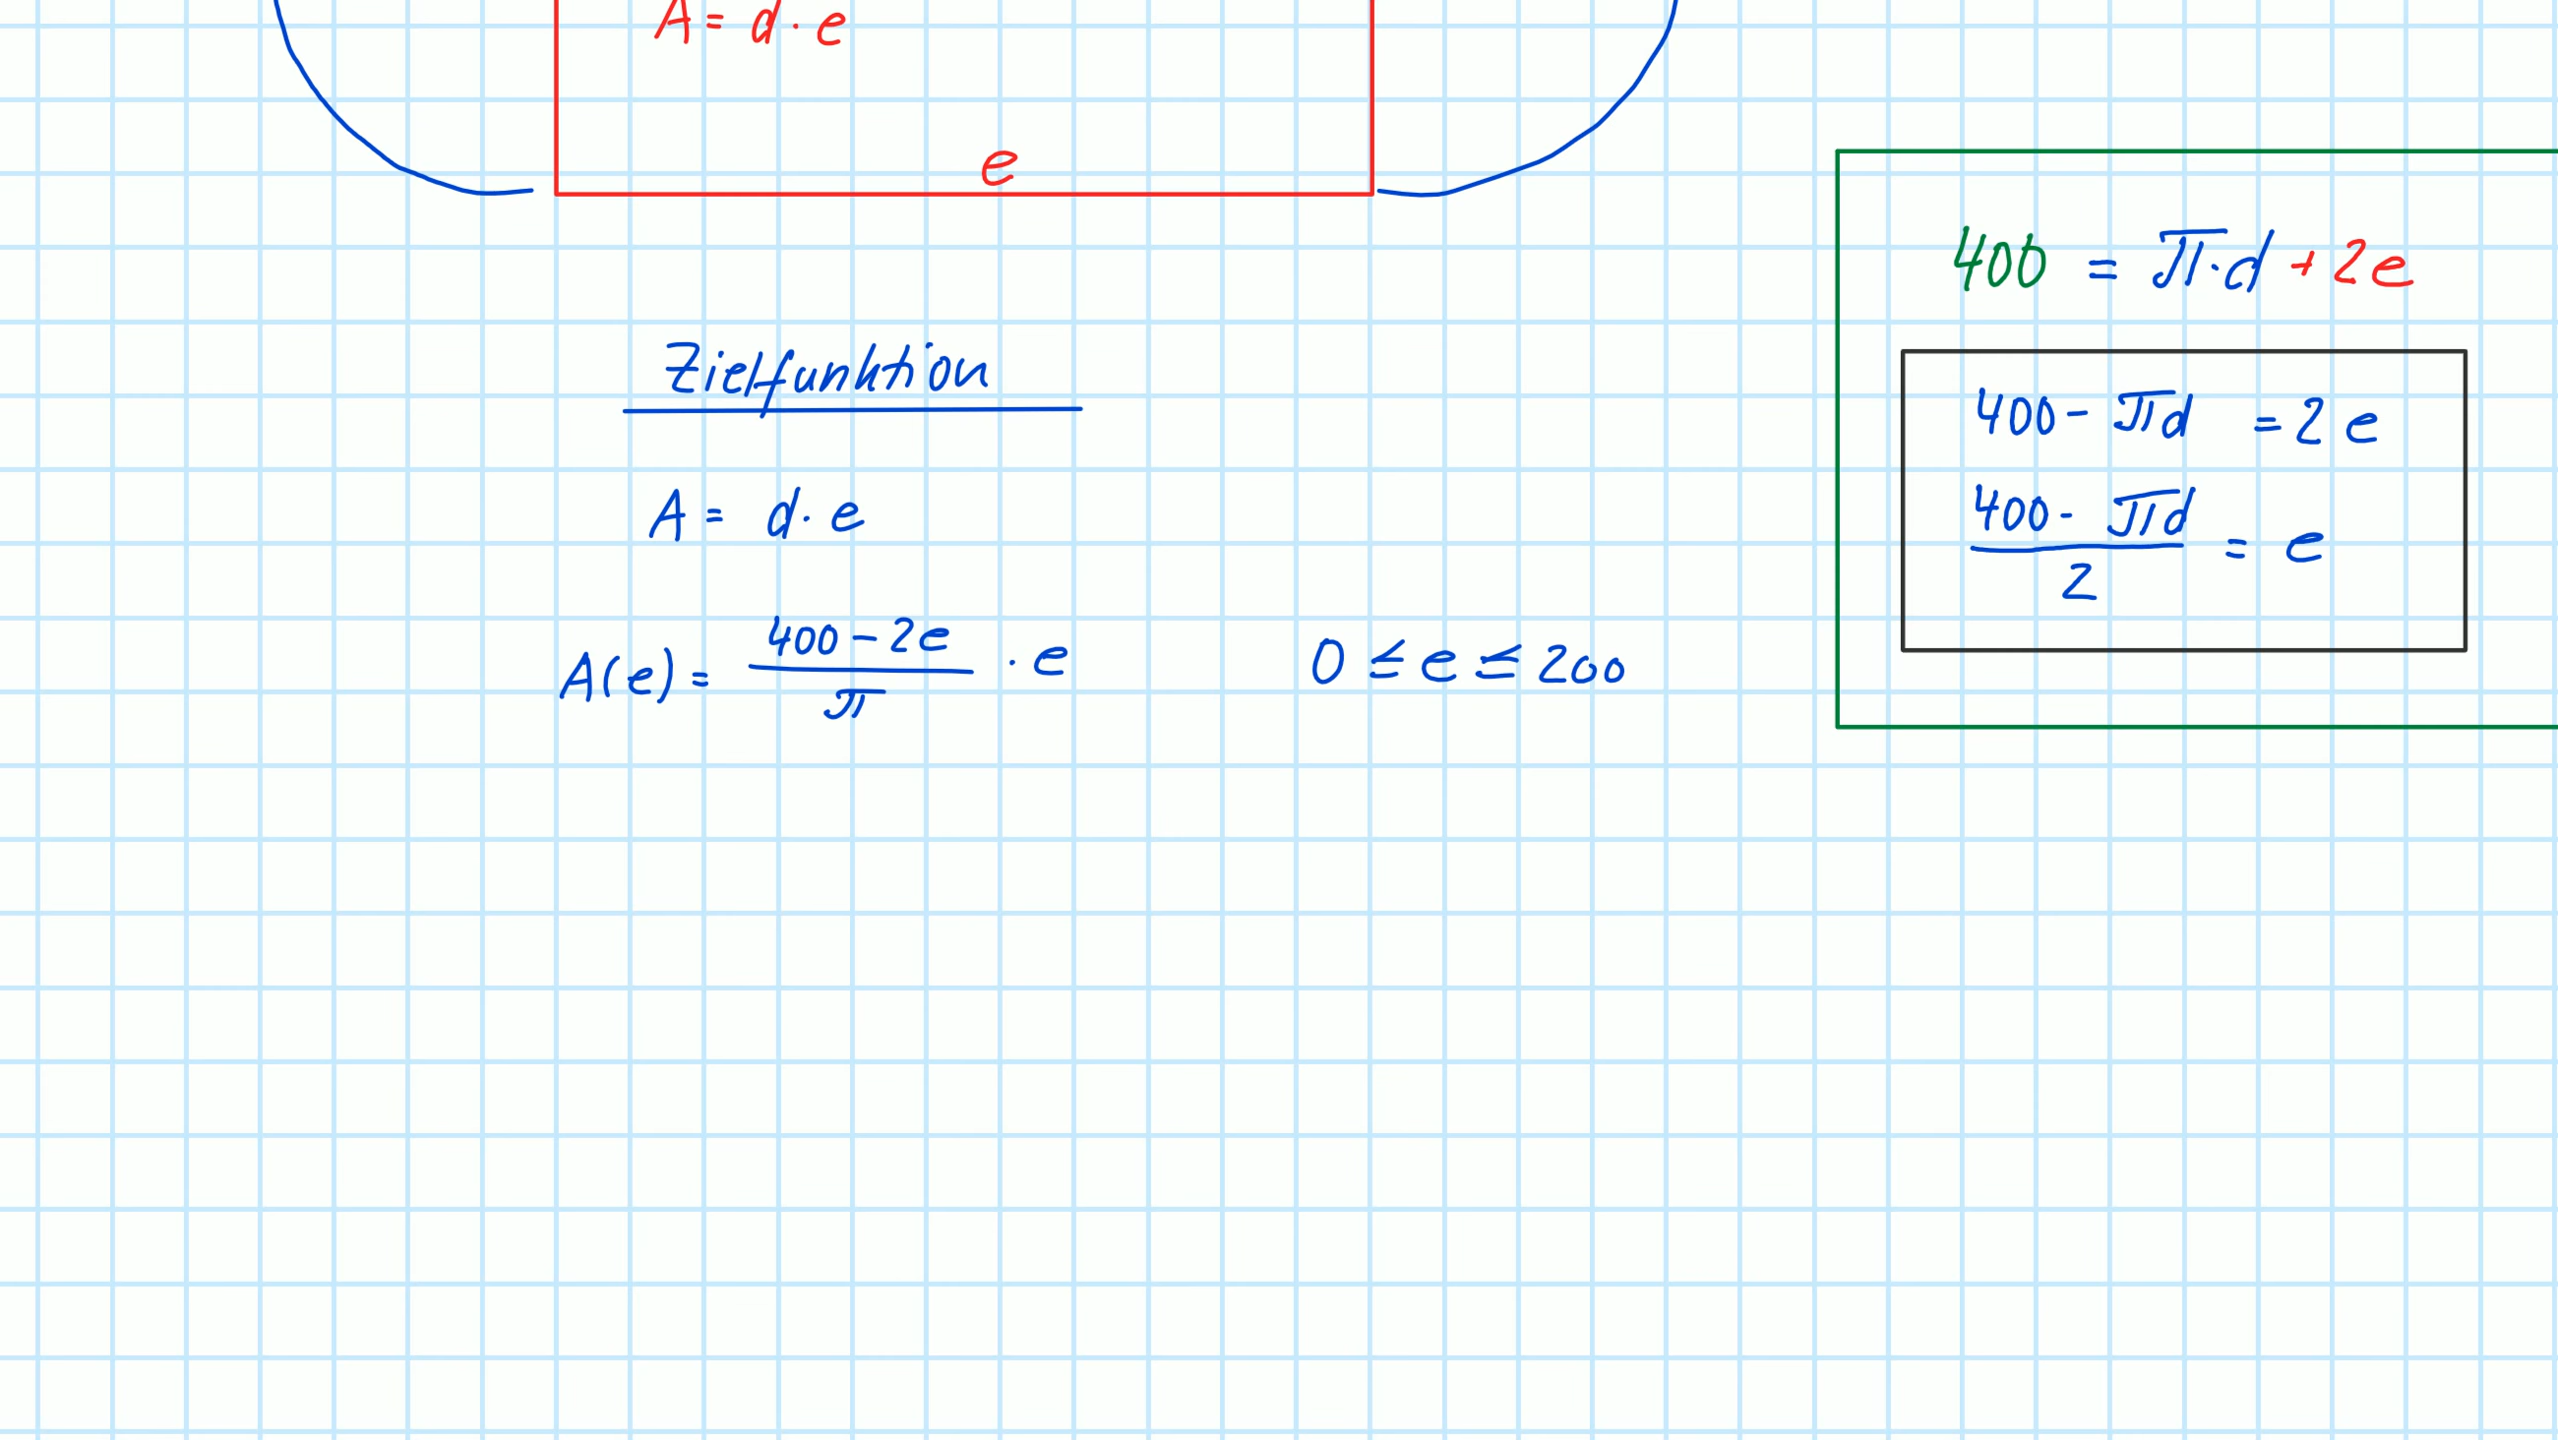 A = d · e
e
400 = π · d + 2e
Zielfunktion
400 - πd = 2e
A = d · e
(400 - πd)/2 = e
A(e) = (400 - 2e)/π · e
0 ≤ e ≤ 200